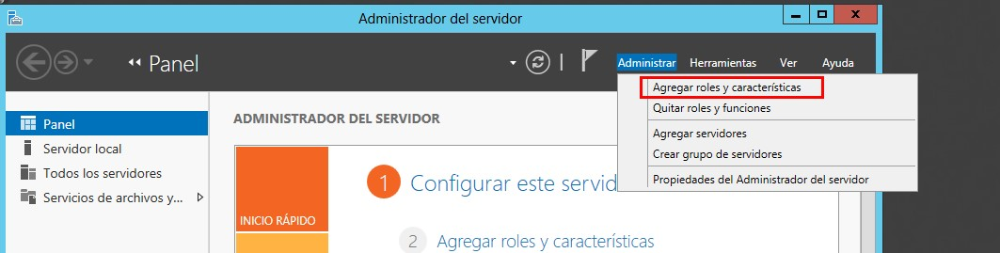 Administrador del servidor
Panel
Administrar Herramientas Ver Ayuda
Agregar roles y características
Quitar roles y funciones
Agregar servidores
Crear grupo de servidores
Propiedades del Administrador del servidor
Panel
Servidor local
Todos los servidores
Servicios de archivos y...
ADMINISTRADOR DEL SERVIDOR
INICIO RÁPIDO
1 Configurar este servid
2 Agregar roles y características